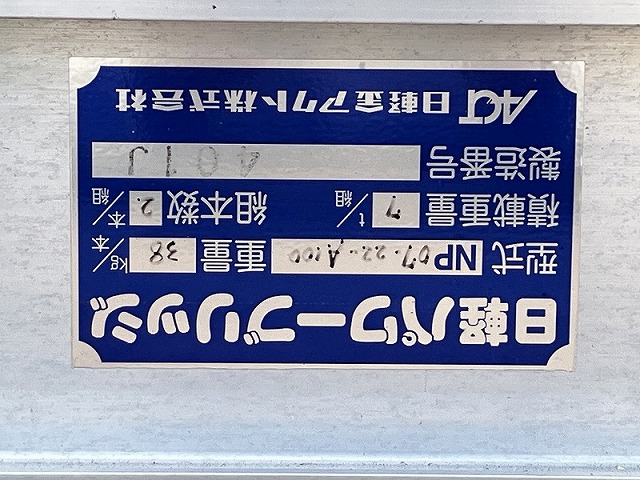 日軽パワーブリッジ
型式 NP07-22-A100 重量 38 kg/本
積載重量 7 t/組 組本数 2. 本/組
製造番号 401J
ACT 日軽金アクト株式会社